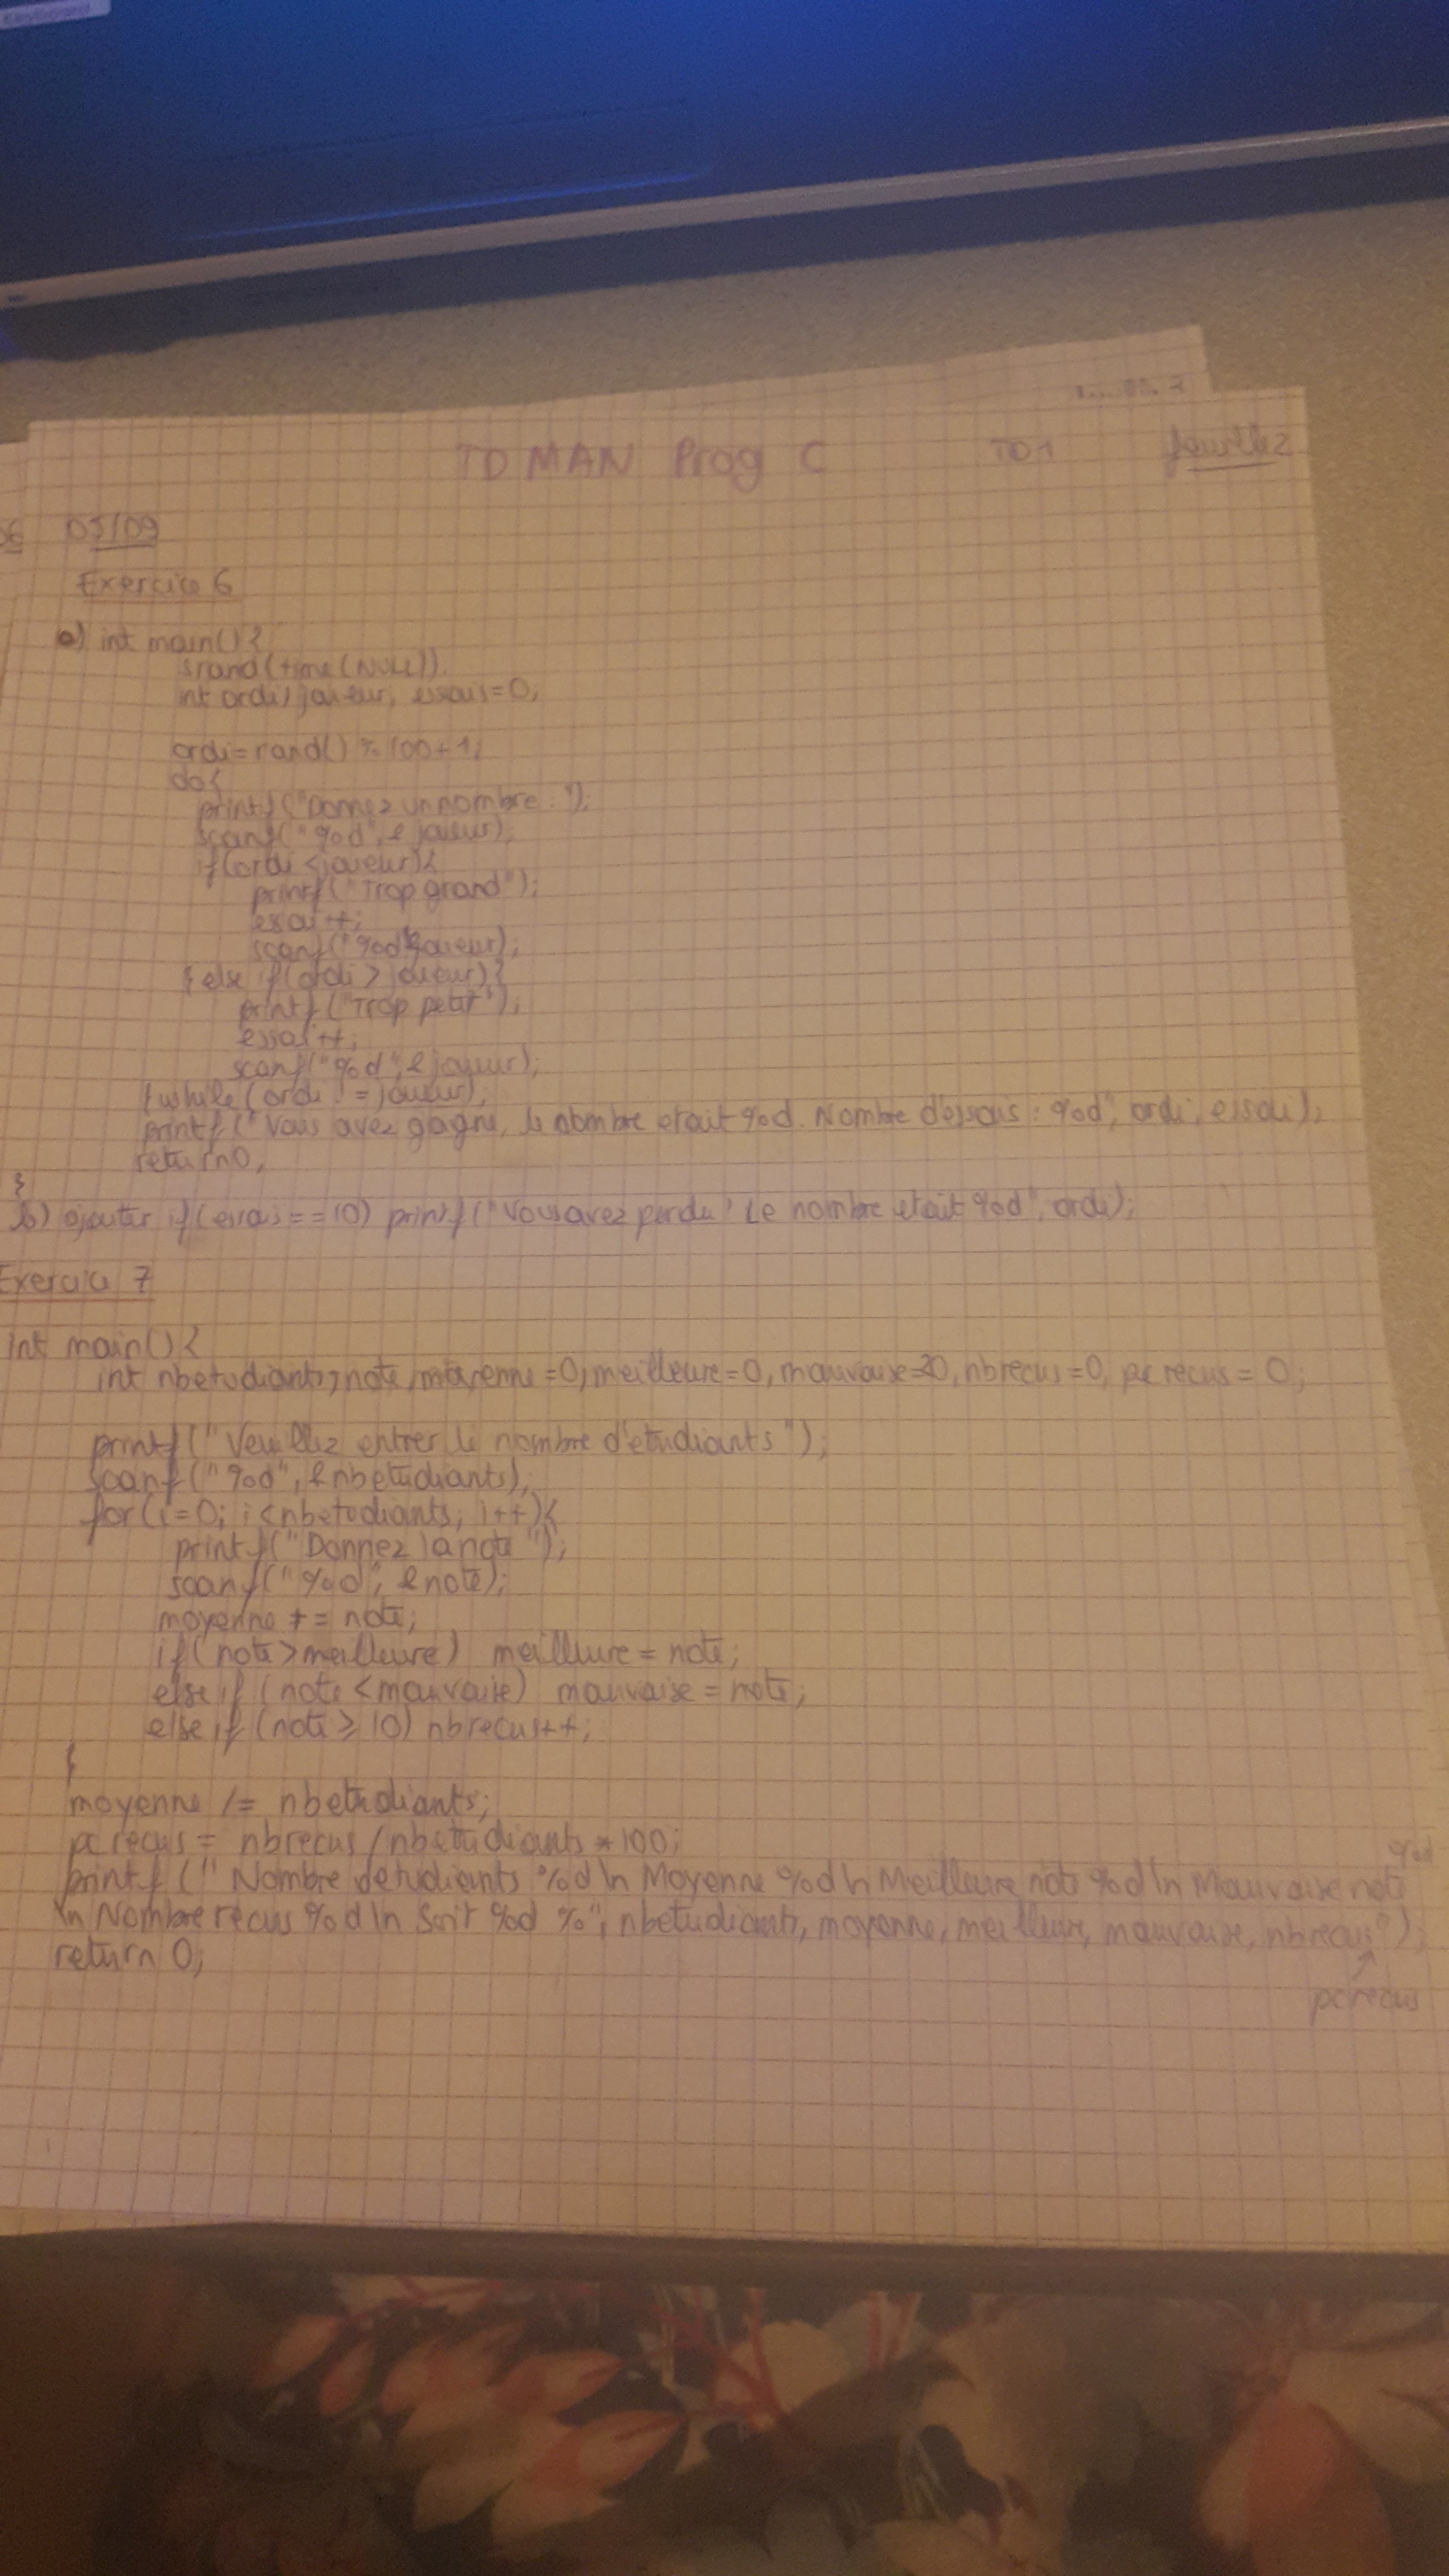 TD MAN Prog C TD1 feuille 2
05/09
Exercice 6
a) int main(){
srand(time(NULL)).
int ordi, joueur, essais=0;
ordi=rand() % 100+1;
do{
printf("Donnez un nombre : ");
scanf("%d", &joueur);
if(ordi <joueur){
printf("Trop grand");
essai++;
scanf("%d"&joueur);
}else if(ordi > joueur){
printf("Trop petit");
essai++;
scanf("%d", &joueur);
}while(ordi != joueur);
printf("Vous avez gagne, le nombre etait %d. Nombre d'essais : %d", ordi, essai);
return 0;
}
b) ajouter if(essais==10) printf("Vous avez perdu! Le nombre etait %d", ordi);
Exercice 7
int main(){
int nbetudiants, note, moyenne=0, meilleure=0, mauvaise=20, nbrecus=0, pcrecus = 0;
printf("Veuillez entrer le nombre d'etudiants");
scanf("%d", &nbetudiants);
for(i=0; i<nbetudiants; i++){
printf("Donnez la note ");
scanf("%d", &note);
moyenne += note;
if(note>meilleure) meilleure = note;
else if (note <mauvaise) mauvaise = note;
else if (note ≥ 10) nbrecus++;
}
moyenne /= nbetudiants;
pcrecus = nbrecus /nbetudiants *100;
%d
printf("Nombre detudiants %d \n Moyenne %d \n Meilleure note %d \n Mauvaise note
\n Nombre recus %d \n Soit %d %", nbetudiants, moyenne, meilleure, mauvaise, nbrecus);
return 0;
pcrecus